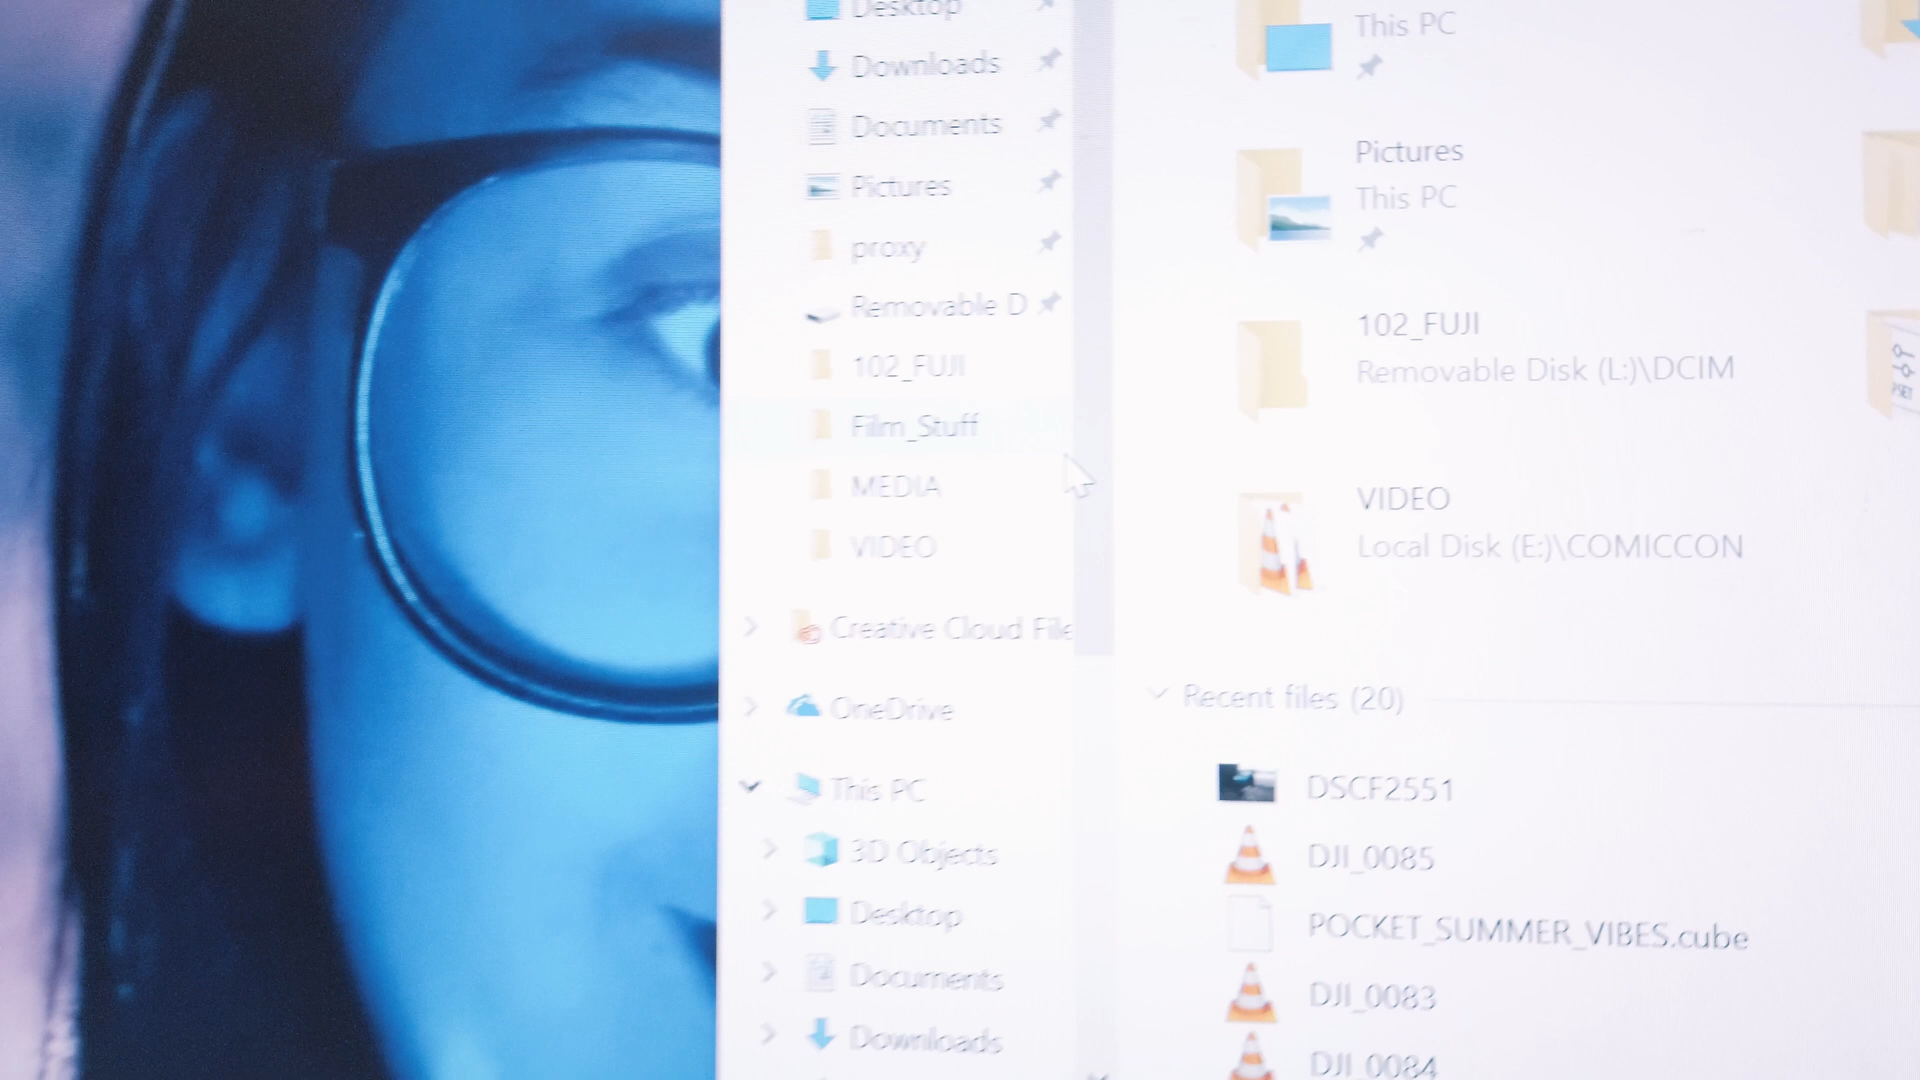 Desktop
Downloads
Documents
Pictures
proxy
Removable D
102_FUJI
Film_Stuff
MEDIA
VIDEO
Creative Cloud File
OneDrive
This PC
3D Objects
Desktop
Documents
Downloads
This PC
Pictures
This PC
102_FUJI
Removable Disk (L:)\DCIM
VIDEO
Local Disk (E:)\COMICCON
Recent files (20)
DSCF2551
DJI_0085
POCKET_SUMMER_VIBES.cube
DJI_0083
DJI_0084